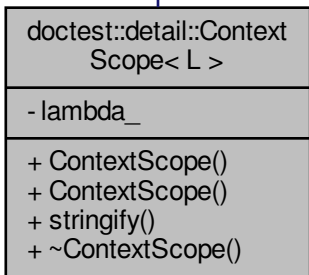 doctest::detail::Context
Scope< L >
- lambda_
+ ContextScope()
+ ContextScope()
+ stringify()
+ ~ContextScope()